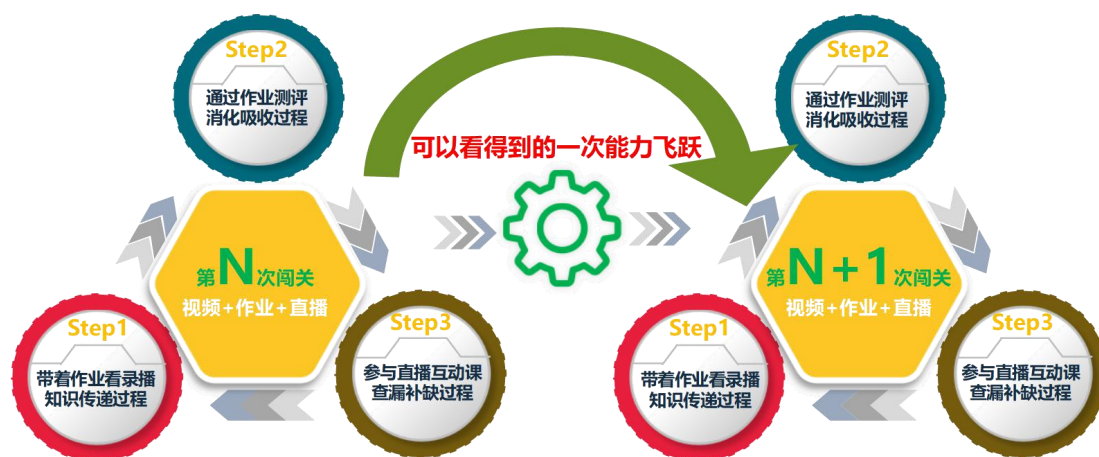 Step2
通过作业测评
消化吸收过程
第N次闯关
视频+作业+直播
Step1
带着作业看录播
知识传递过程
Step3
参与直播互动课
查漏补缺过程
可以看得到的一次能力飞跃
Step2
通过作业测评
消化吸收过程
第N+1次闯关
视频+作业+直播
Step1
带着作业看录播
知识传递过程
Step3
参与直播互动课
查漏补缺过程